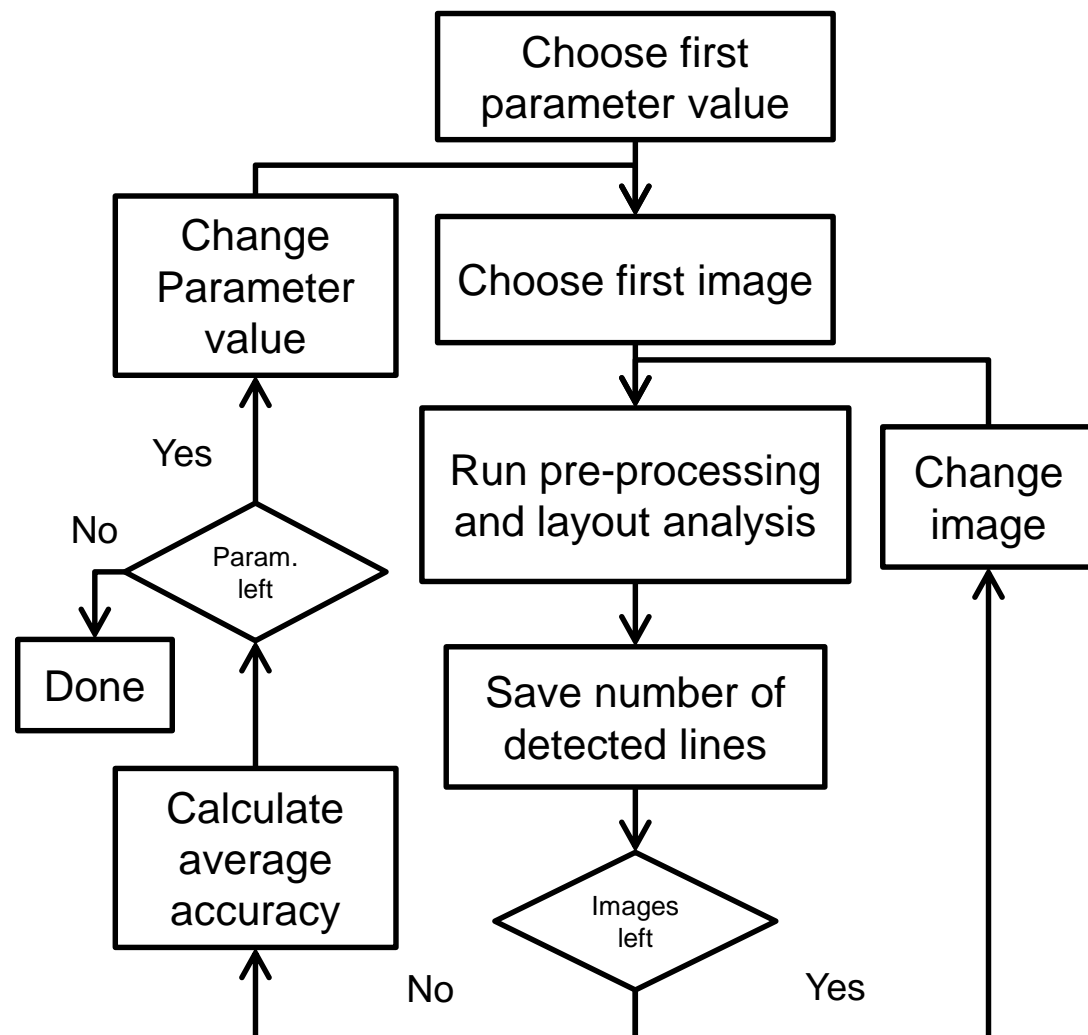 Choose first
parameter value
Change
Parameter
value
Choose first image
Yes
Run pre-processing
and layout analysis
Change
image
No
Param.
left
Done
Save number of
detected lines
Calculate
average
accuracy
Images
left
No
Yes